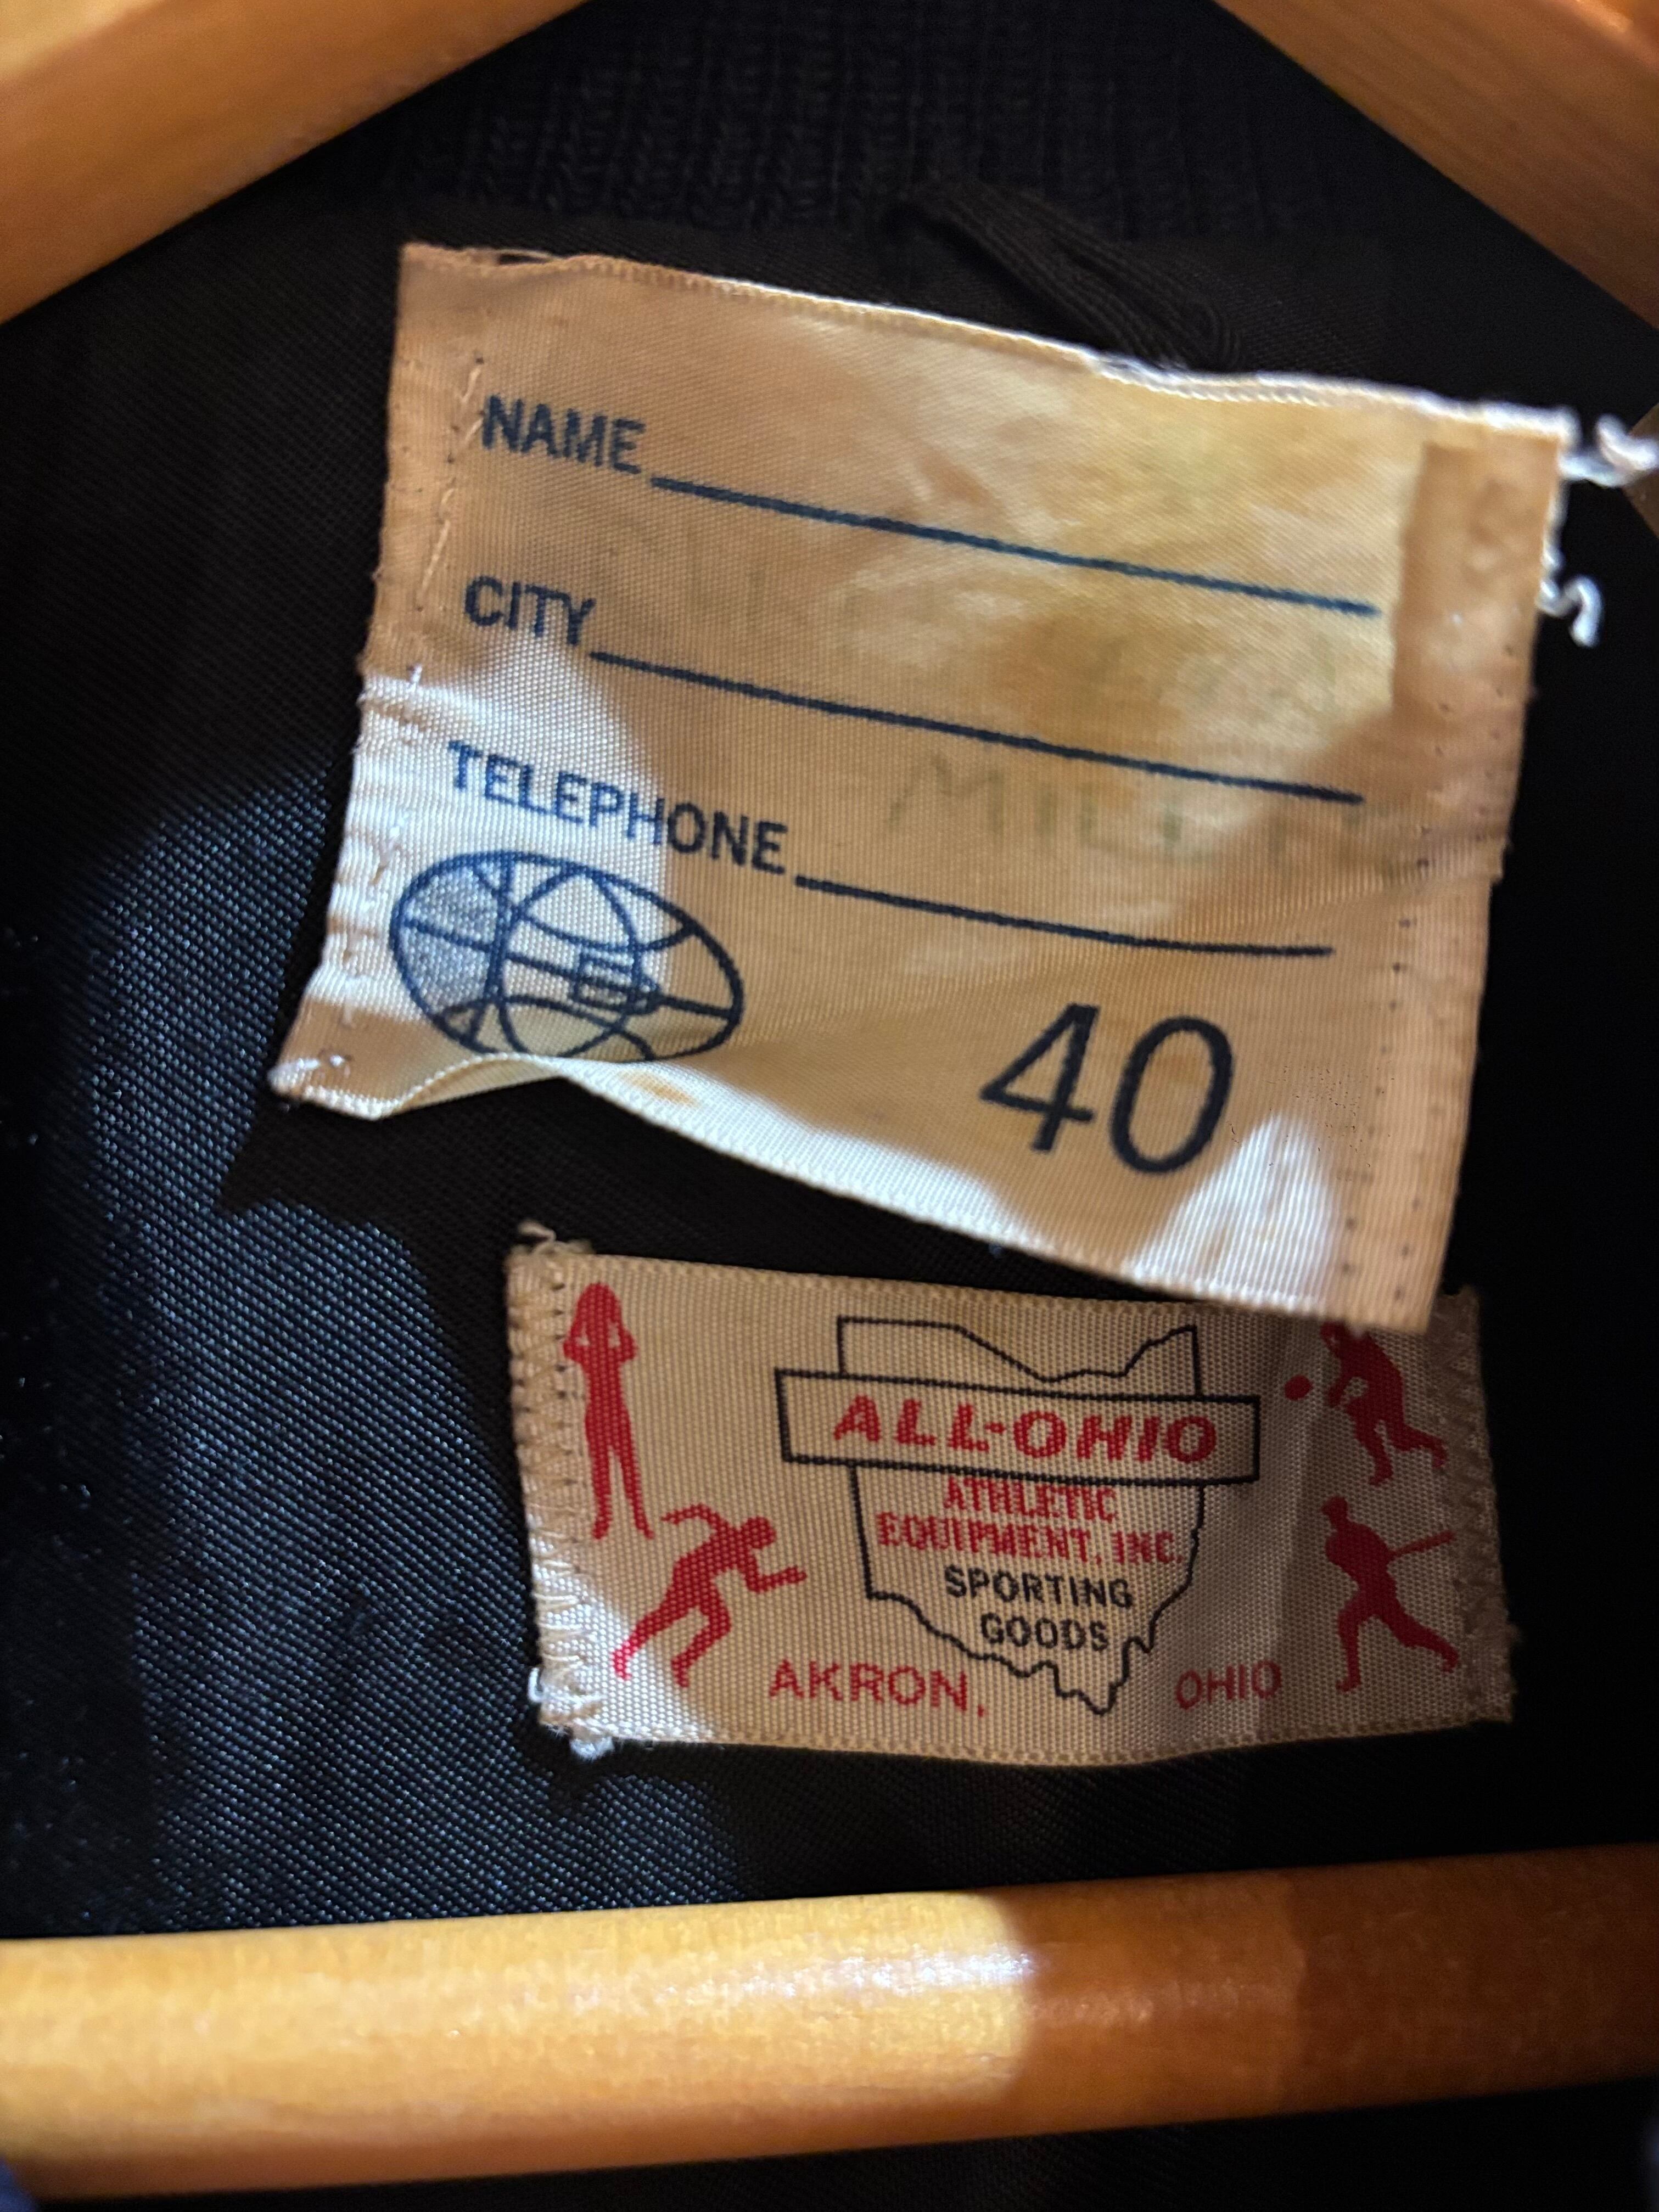 NAME
CITY
TELEPHONE
40
ALL-OHIO
ATHLETIC
EQUIPMENT, INC.
SPORTING
GOODS
AKRON, OHIO